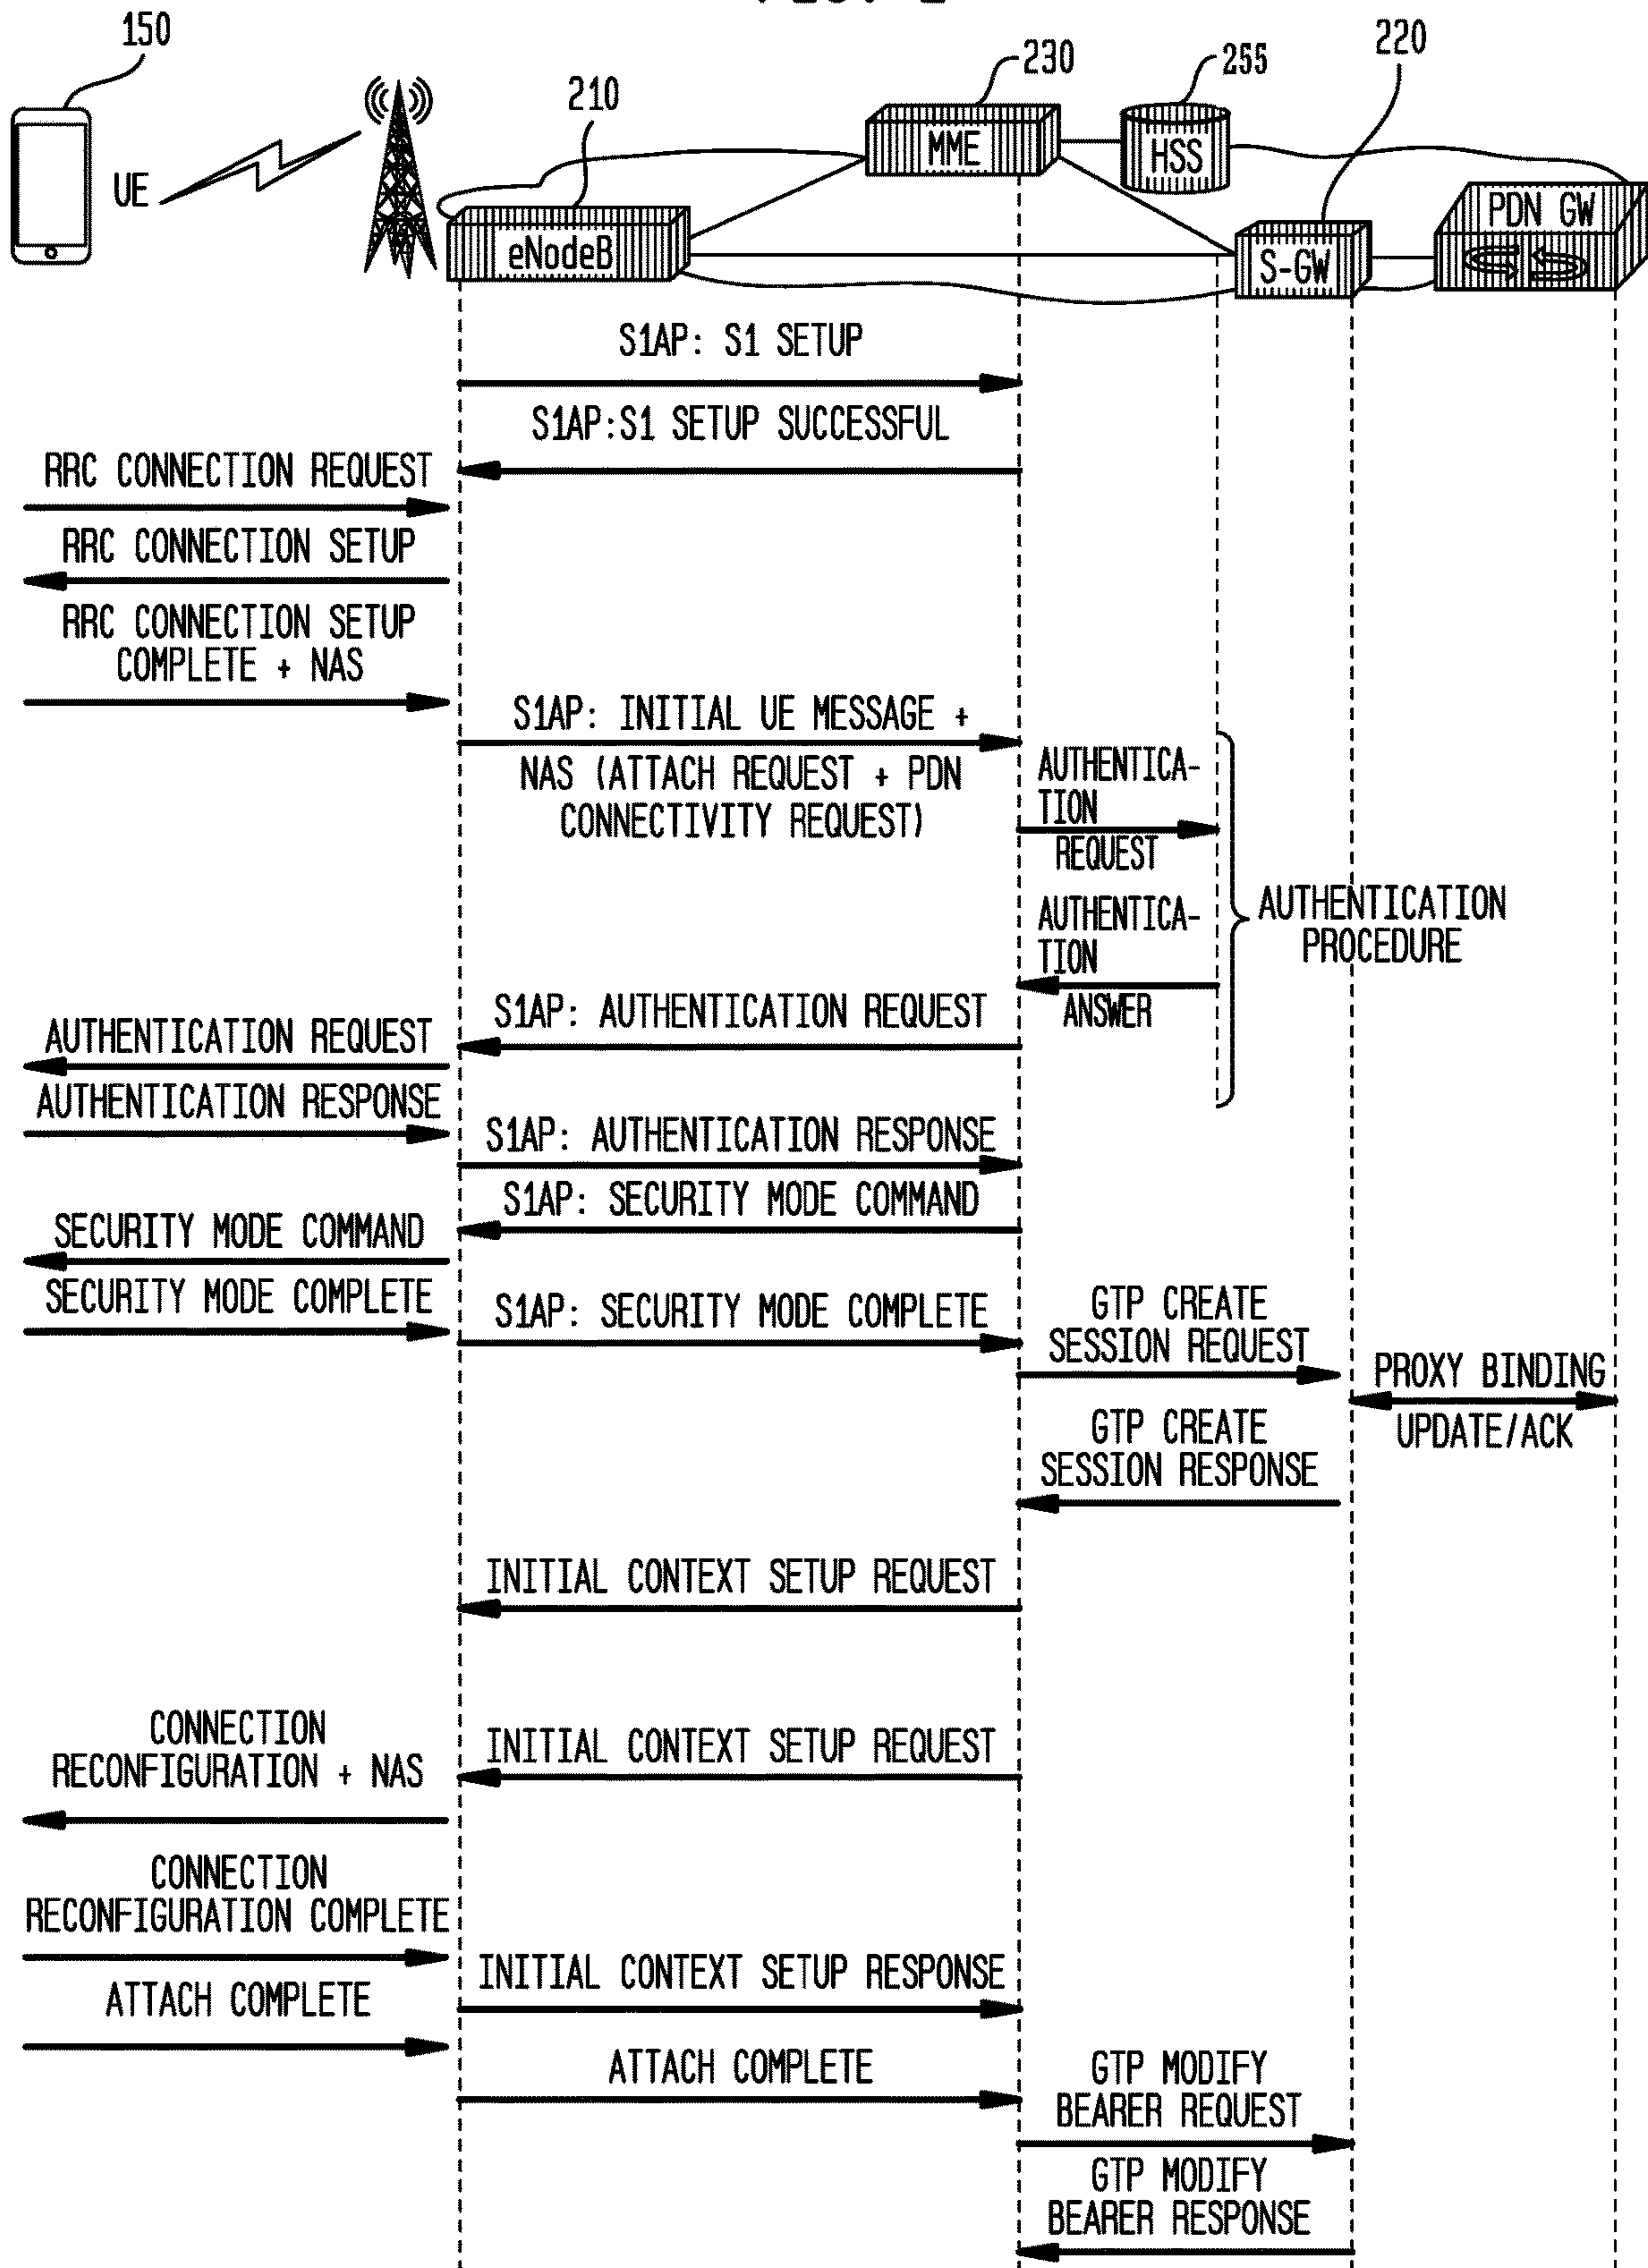 150
230
255
220
210
MME
HSS
UE
PDN GW
eNodeB
S-GW
S1AP: S1 SETUP
S1AP:S1 SETUP SUCCESSFUL
RRC CONNECTION REQUEST
RRC CONNECTION SETUP
RRC CONNECTION SETUP
COMPLETE + NAS
S1AP: INITIAL UE MESSAGE +
NAS (ATTACH REQUEST + PDN
CONNECTIVITY REQUEST)
AUTHENTICA-
TION
REQUEST
AUTHENTICA-
TION
ANSWER
AUTHENTICATION
PROCEDURE
S1AP: AUTHENTICATION REQUEST
AUTHENTICATION REQUEST
AUTHENTICATION RESPONSE
S1AP: AUTHENTICATION RESPONSE
S1AP: SECURITY MODE COMMAND
SECURITY MODE COMMAND
SECURITY MODE COMPLETE
S1AP: SECURITY MODE COMPLETE
GTP CREATE
SESSION REQUEST
PROXY BINDING
UPDATE/ACK
GTP CREATE
SESSION RESPONSE
INITIAL CONTEXT SETUP REQUEST
CONNECTION
RECONFIGURATION + NAS
INITIAL CONTEXT SETUP REQUEST
CONNECTION
RECONFIGURATION COMPLETE
INITIAL CONTEXT SETUP RESPONSE
ATTACH COMPLETE
ATTACH COMPLETE
GTP MODIFY
BEARER REQUEST
GTP MODIFY
BEARER RESPONSE